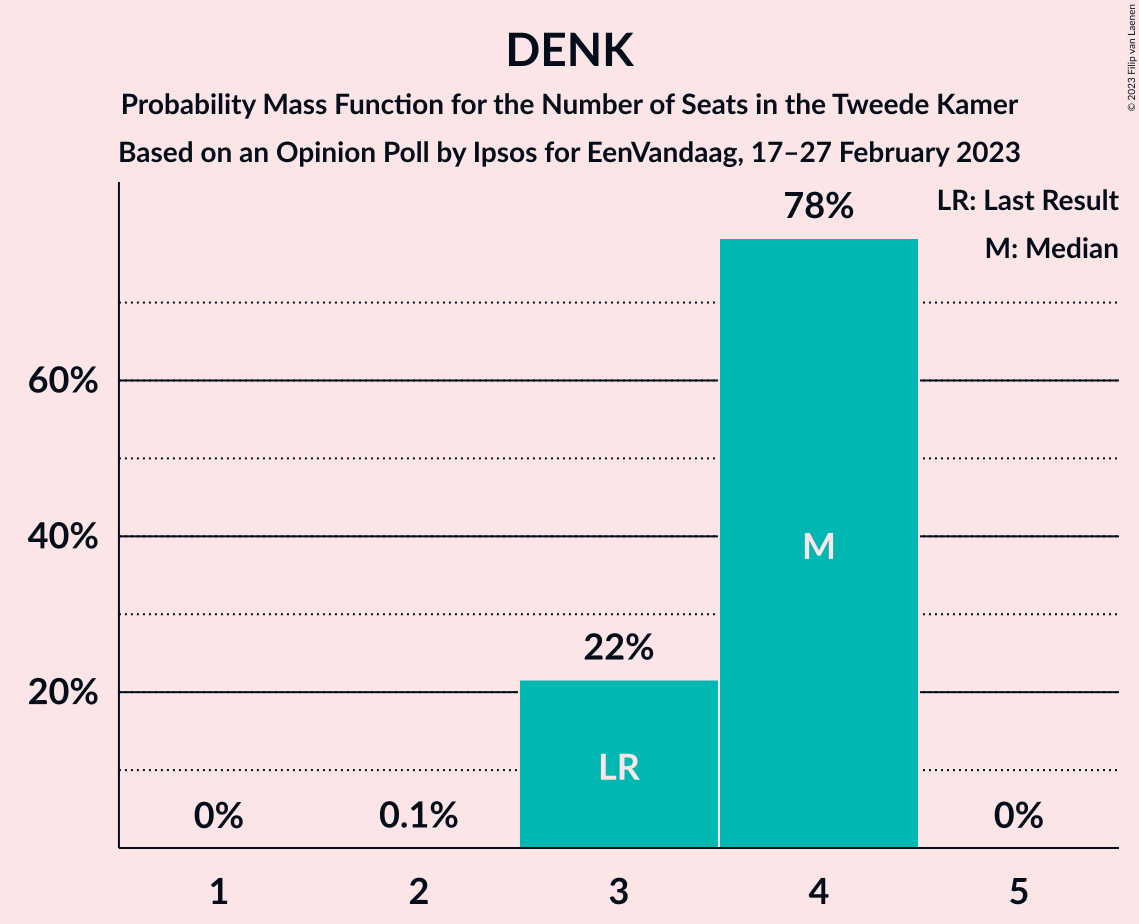 DENK
Probability Mass Function for the Number of Seats in the Tweede Kamer
Based on an Opinion Poll by Ipsos for EenVandaag, 17–27 February 2023
© 2023 Filip van Laenen
LR: Last Result
M: Median
78%
60%
40%
M
22%
20%
LR
0%
0.1%
0%
1
2
3
4
5